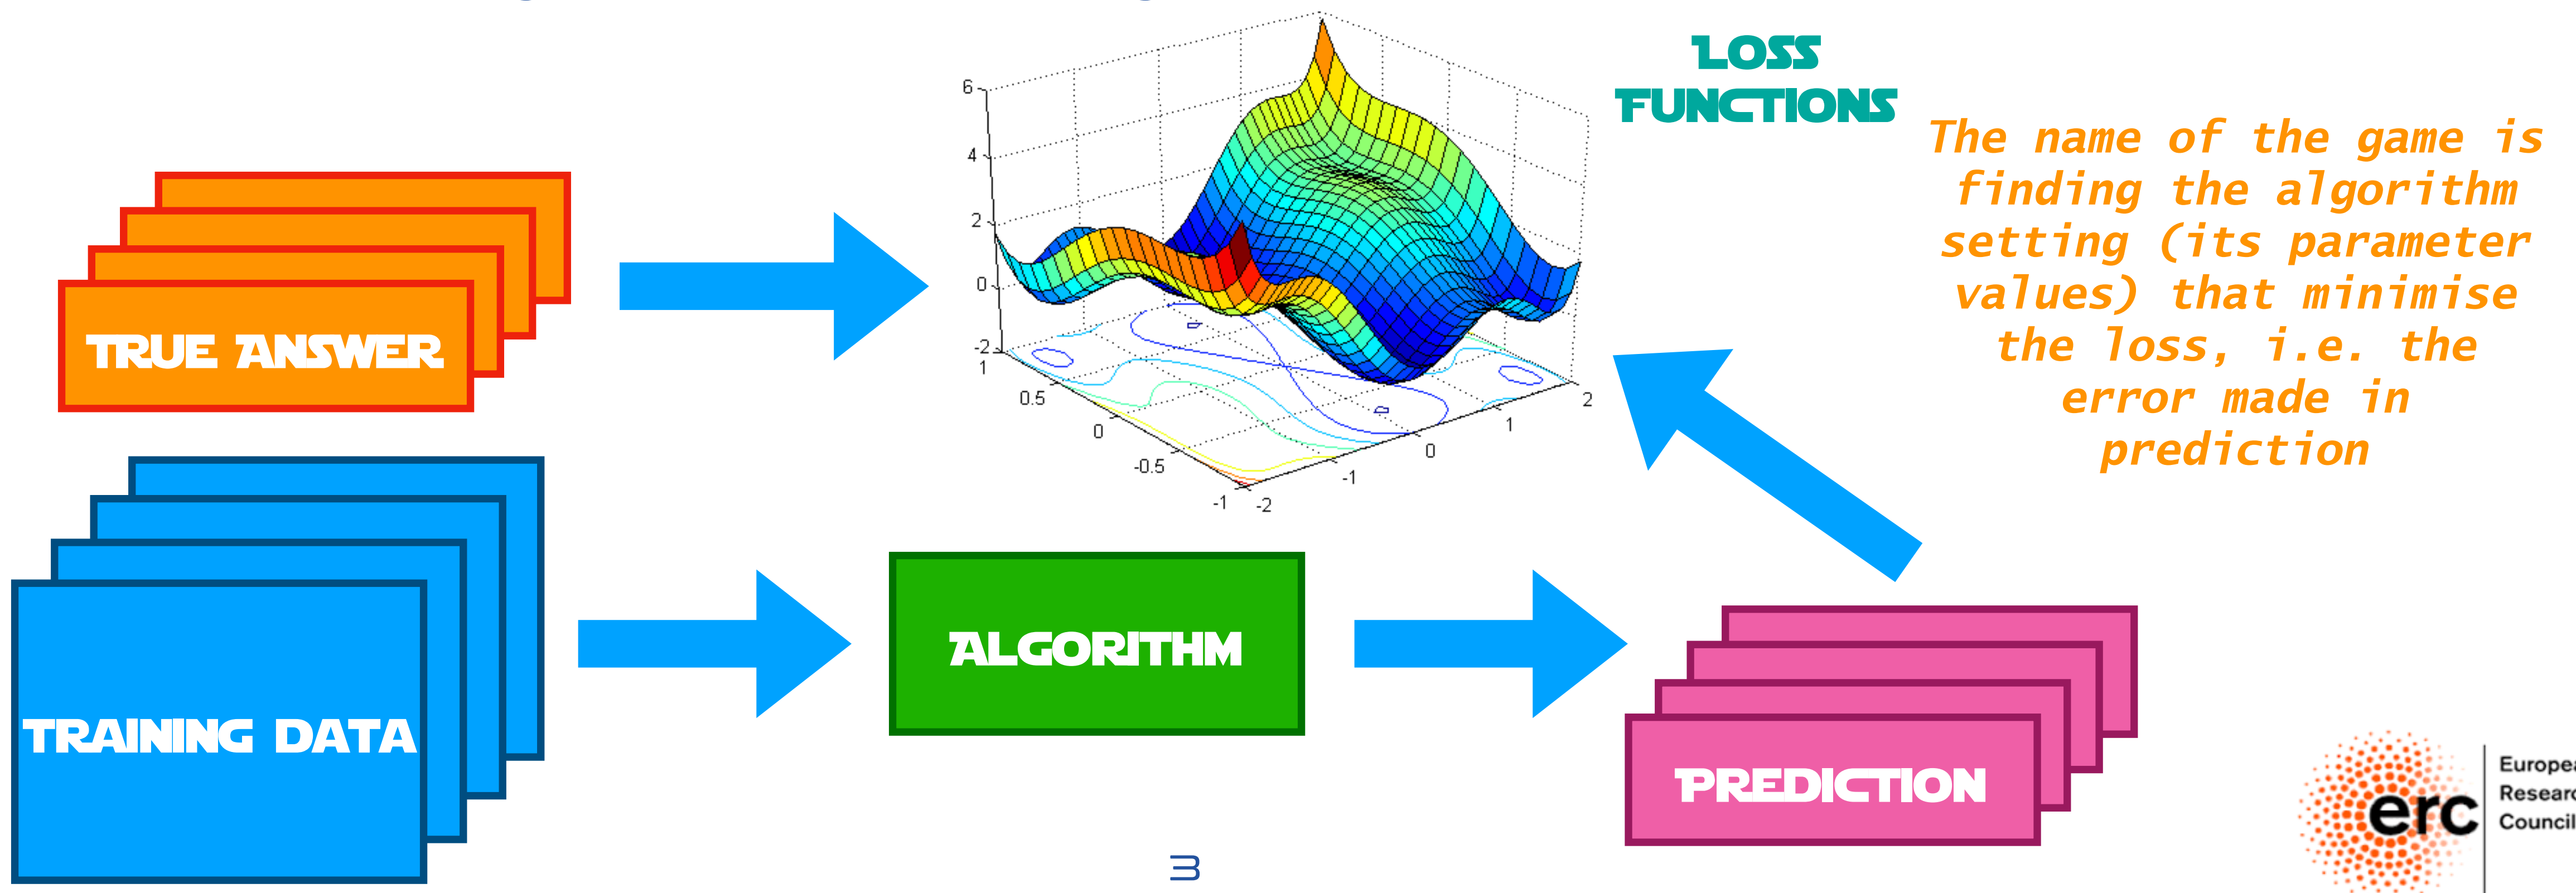 LOSS
FUNCTIONS
The name of the game is
finding the algorithm
setting (its parameter
values) that minimise
the loss, i.e. the
error made in
prediction
6
4
2
0
-2
1
0.5
0
-0.5
-1
-2
-1
0
1
2
TRUE ANSWER
TRAINING DATA
ALGORITHM
PREDICTION
erc
Council
3